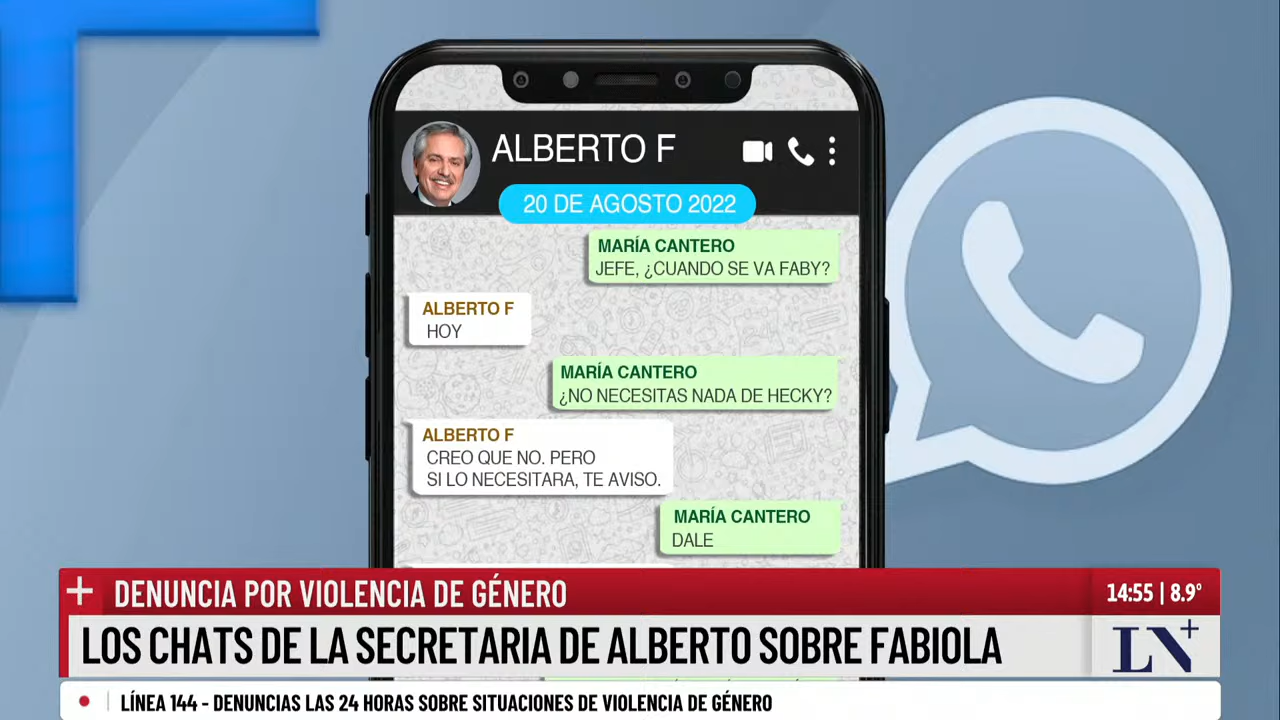 ALBERTO F
20 DE AGOSTO 2022
MARÍA CANTERO
JEFE, ¿CUANDO SE VA FABY?
ALBERTO F
HOY
MARÍA CANTERO
¿NO NECESITAS NADA DE HECKY?
ALBERTO F
CREO QUE NO. PERO
SI LO NECESITARA, TE AVISO.
MARÍA CANTERO
DALE
DENUNCIA POR VIOLENCIA DE GÉNERO
14:55 | 8.9°
LOS CHATS DE LA SECRETARIA DE ALBERTO SOBRE FABIOLA
LN+
LÍNEA 144 - DENUNCIAS LAS 24 HORAS SOBRE SITUACIONES DE VIOLENCIA DE GÉNERO